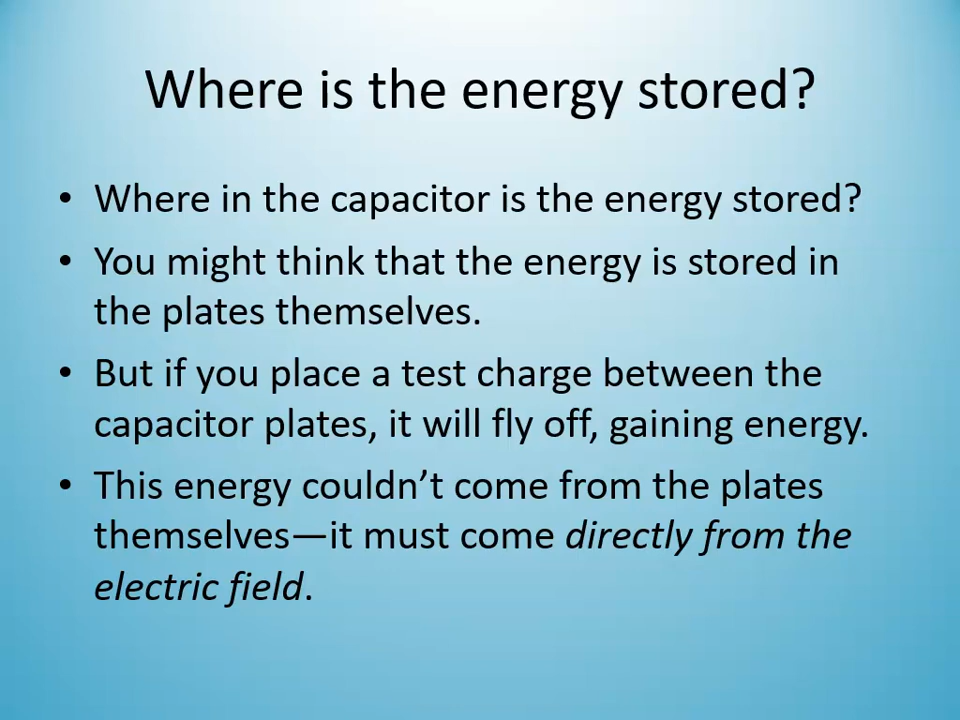 Where is the energy stored?
• Where in the capacitor is the energy stored?
• You might think that the energy is stored in
the plates themselves.
• But if you place a test charge between the
capacitor plates, it will fly off, gaining energy.
• This energy couldn’t come from the plates
themselves—it must come directly from the
electric field.